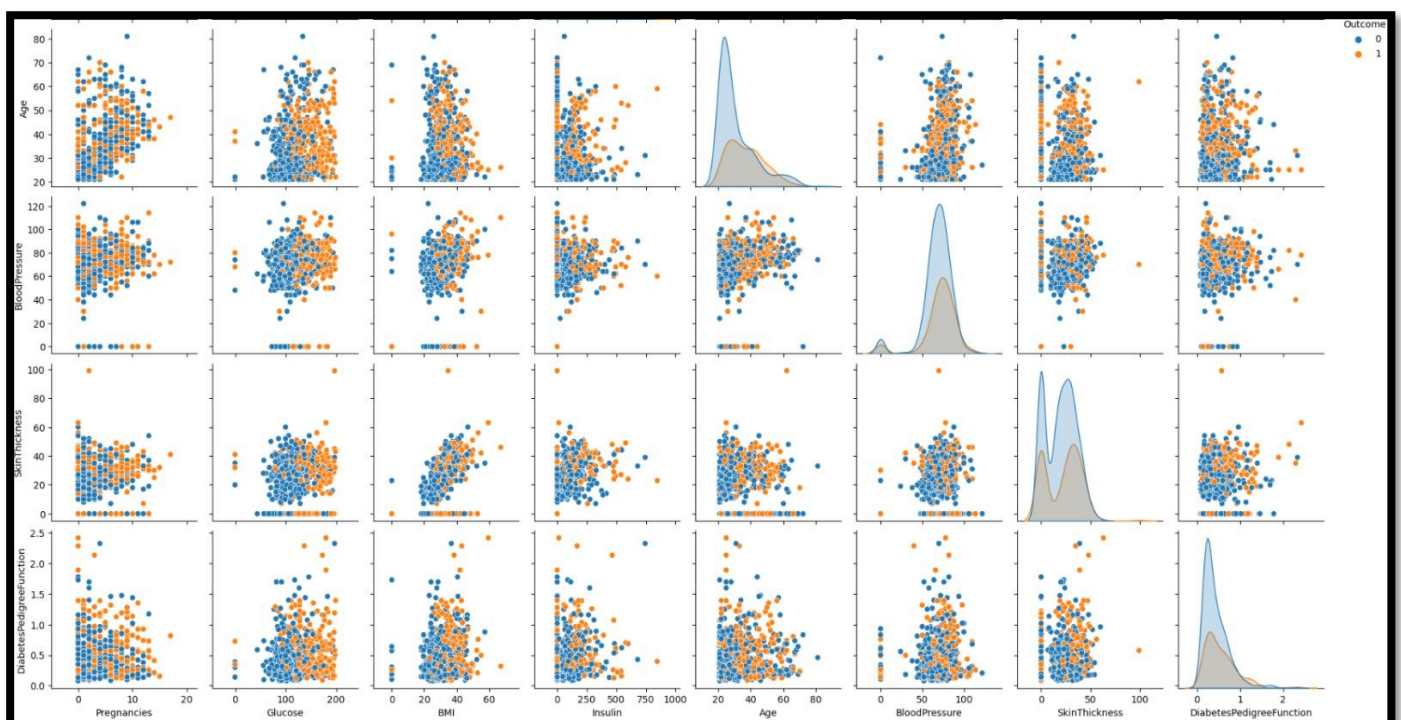 Outcome
0
1
80
70
60
50
40
30
20
Age
120
100
80
60
40
20
0
BloodPressure
100
80
60
40
20
0
SkinThickness
2.5
2.0
1.5
1.0
0.5
0.0
DiabetesPedigreeFunction
0 10 20
0 100 200
0 20 40 60
0 250 500 750 1000
20 40 60 80
0 50 100
0 50 100
0 1 2
Pregnancies Glucose BMI Insulin Age BloodPressure SkinThickness DiabetesPedigreeFunction